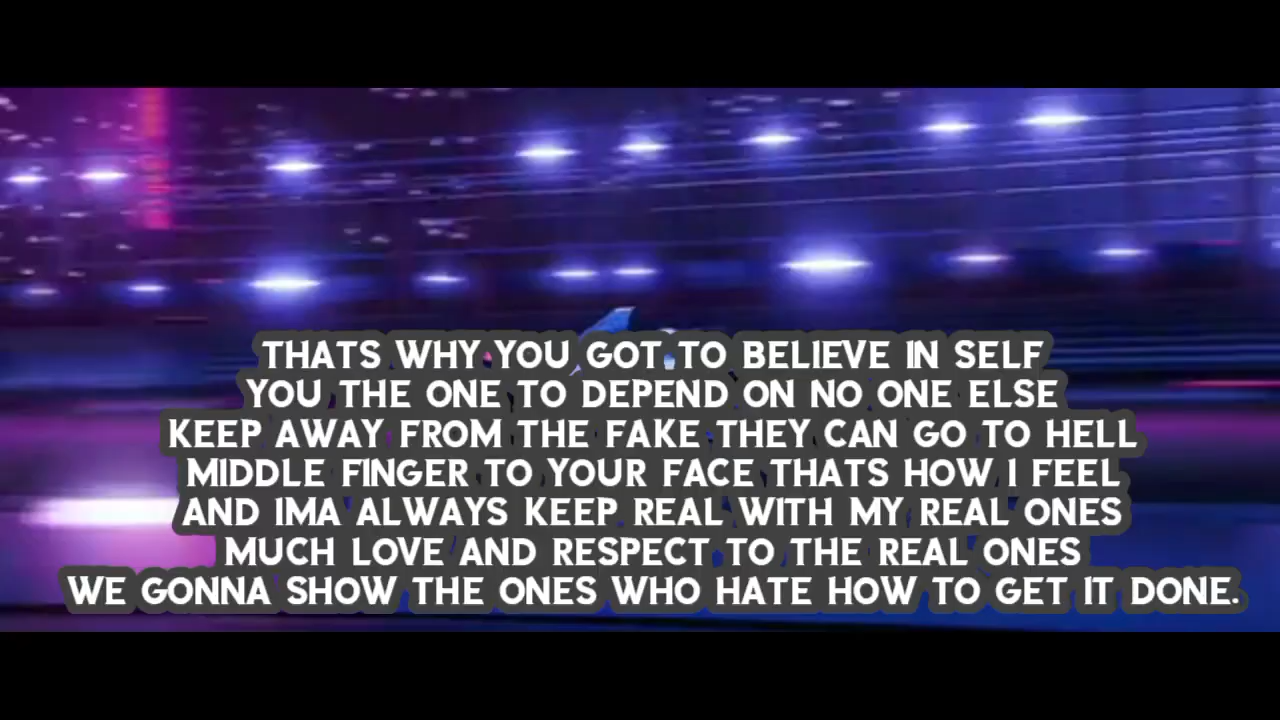 THATS WHY YOU GOT TO BELIEVE IN SELF
YOU THE ONE TO DEPEND ON NO ONE ELSE
KEEP AWAY FROM THE FAKE THEY CAN GO TO HELL
MIDDLE FINGER TO YOUR FACE THATS HOW I FEEL
AND IMA ALWAYS KEEP REAL WITH MY REAL ONES
MUCH LOVE AND RESPECT TO THE REAL ONES
WE GONNA SHOW THE ONES WHO HATE HOW TO GET IT DONE.